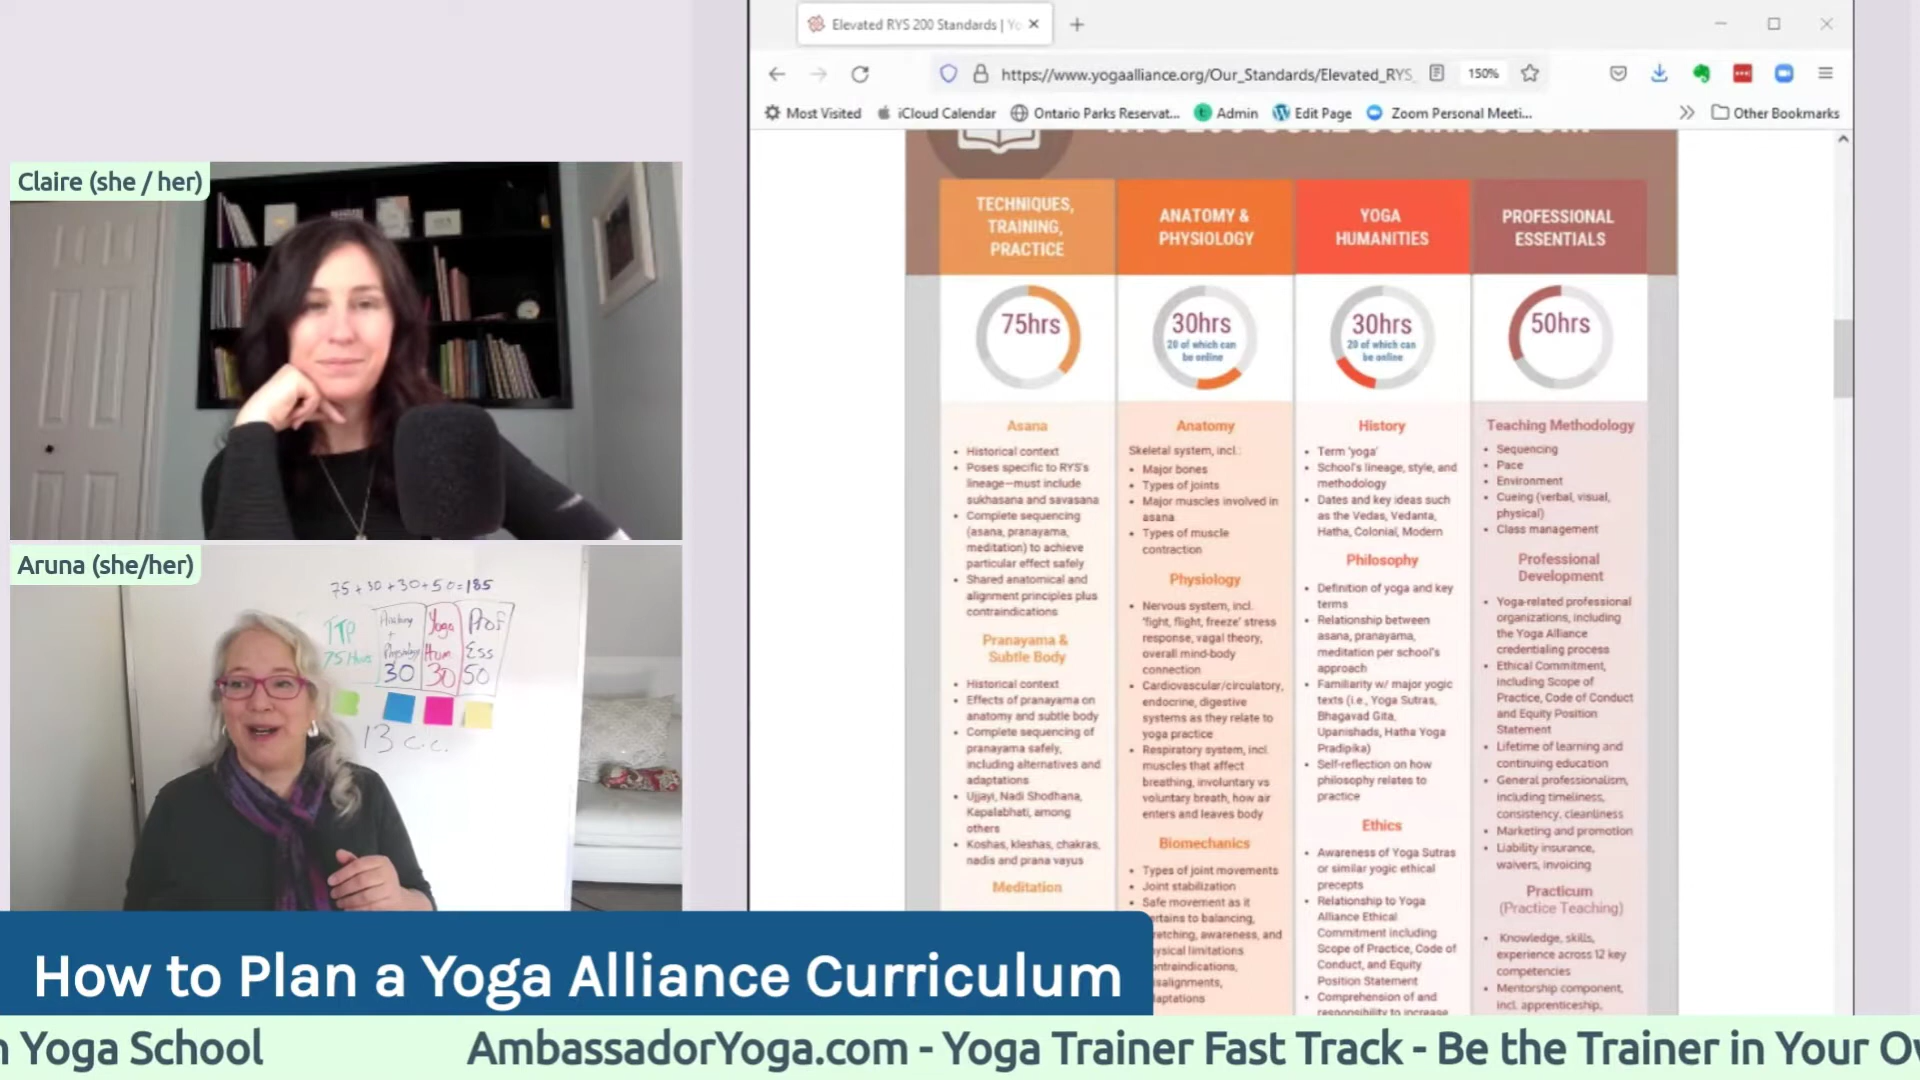 Elevated RYS 200 Standards | Yo
https://www.yogaalliance.org/Our_Standards/Elevated_RYS_
150%
Most Visited
iCloud Calendar
Ontario Parks Reservat...
Admin
Edit Page
Zoom Personal Meeti...
Other Bookmarks
Claire (she / her)
Aruna (she/her)
75+30+30+50=185
TTP
75
Yoga
Hum
30
Prof
Ess
50
30
13 c.c.
TECHNIQUES,
TRAINING,
PRACTICE
75hrs
Asana
• Historical context
• Poses specific to RYS's
lineage—must include
sukhasana and savasana
• Complete sequencing
(asana, pranayama,
meditation) to achieve
particular effect safely
• Shared anatomical and
alignment principles plus
contraindications
Pranayama &
Subtle Body
• Historical context
• Effects of pranayama on
anatomy and subtle body
• Complete sequencing of
pranayama safely,
including alternatives and
adaptations
• Ujjayi, Nadi Shodhana,
Kapalabhati, among
others
• Koshas, kleshas, chakras,
nadis and prana vayus
Meditation
ANATOMY &
PHYSIOLOGY
30hrs
20 of which can
be online
Anatomy
Skeletal system, incl.:
• Major bones
• Types of joints
• Major muscles involved in
asana
• Types of muscle
contraction
Physiology
• Nervous system, incl.
'fight, flight, freeze' stress
response, vagal theory,
overall mind-body
connection
• Cardiovascular/circulatory,
endocrine, digestive
systems as they relate to
yoga practice
• Respiratory system, incl.
muscles that affect
breathing, involuntary vs
voluntary breath, how air
enters and leaves body
Biomechanics
• Types of joint movements
• Joint stabilization
• Safe movement as it
ertains to balancing,
retching, awareness, and
ysical limitations
ontraindications,
isalignments,
aptations
YOGA
HUMANITIES
30hrs
20 of which can
be online
History
• Term 'yoga'
• School's lineage, style, and
methodology
• Dates and key ideas such
as the Vedas, Vedanta,
Hatha, Colonial, Modern
Philosophy
• Definition of yoga and key
terms
• Relationship between
asana, pranayama,
meditation per school's
approach
• Familiarity w/ major yogic
texts (i.e., Yoga Sutras,
Bhagavad Gita,
Upanishads, Hatha Yoga
Pradipika)
• Self-reflection on how
philosophy relates to
practice
Ethics
• Awareness of Yoga Sutras
or similar yogic ethical
precepts
• Relationship to Yoga
Alliance Ethical
Commitment including
Scope of Practice, Code of
Conduct, and Equity
Position Statement
• Comprehension of and
responsibility to increase
PROFESSIONAL
ESSENTIALS
50hrs
Teaching Methodology
• Sequencing
• Pace
• Environment
• Cueing (verbal, visual,
physical)
• Class management
Professional
Development
• Yoga-related professional
organizations, including
the Yoga Alliance
credentialing process
• Ethical Commitment,
including Scope of
Practice, Code of Conduct
and Equity Position
Statement
• Lifetime of learning and
continuing education
• General professionalism,
including timeliness,
consistency, cleanliness
• Marketing and promotion
• Liability insurance,
waivers, invoicing
Practicum
(Practice Teaching)
• Knowledge, skills,
experience across 12 key
competencies
• Mentorship component,
incl. apprenticeship,
How to Plan a Yoga Alliance Curriculum
n Yoga School AmbassadorYoga.com - Yoga Trainer Fast Track - Be the Trainer in Your Ow